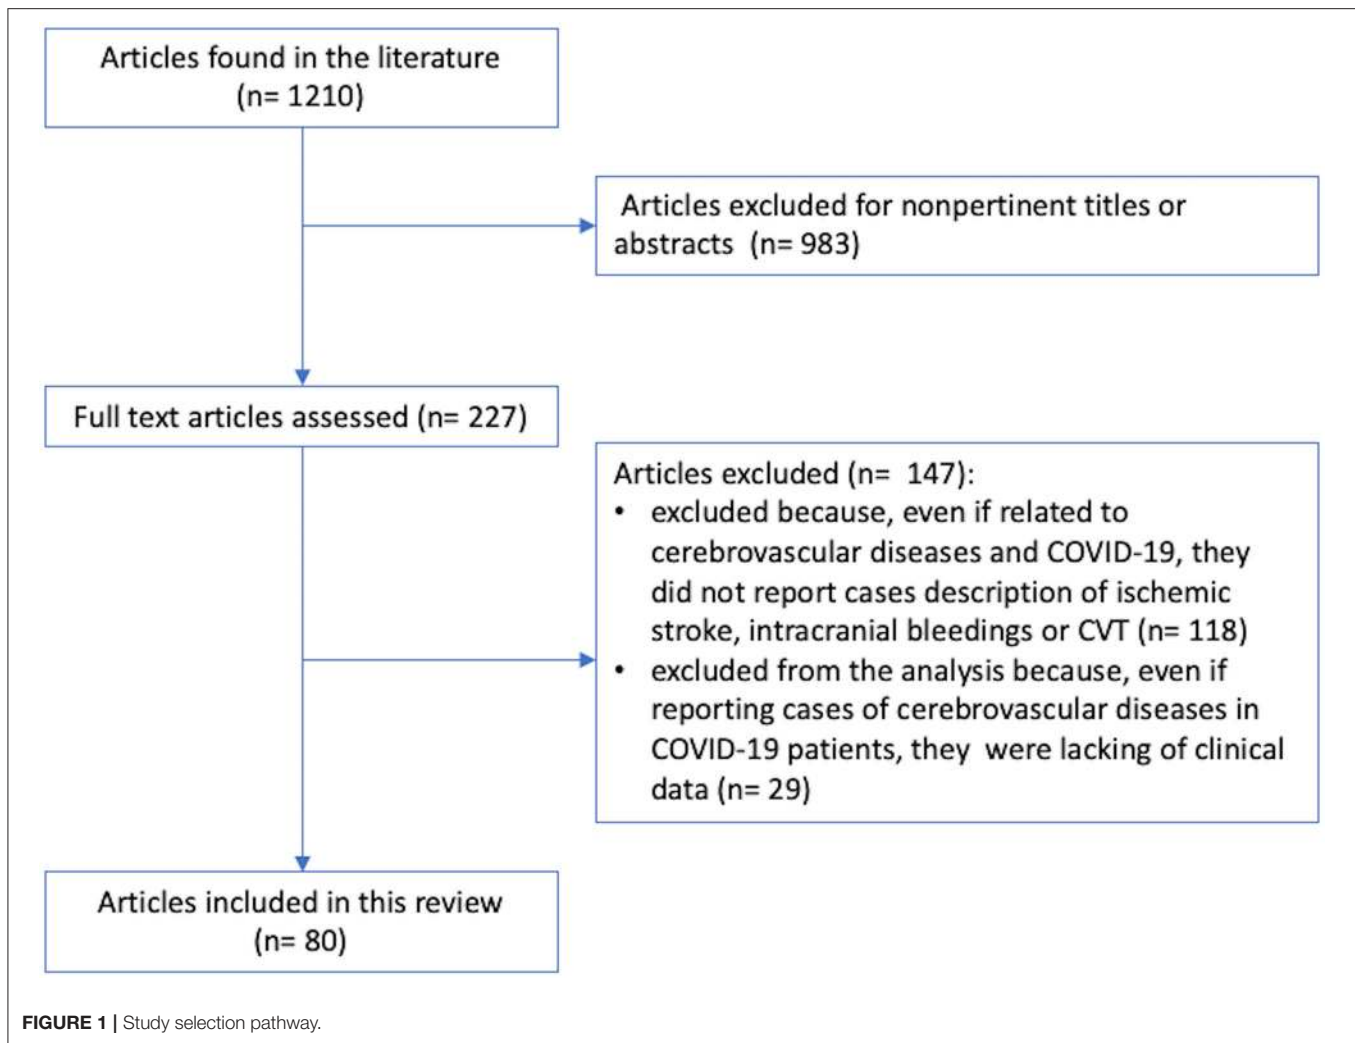 Articles found in the literature
(n= 1210)
Articles excluded for nonpertinent titles or
abstracts (n= 983)
Full text articles assessed (n= 227)
Articles excluded (n= 147):
• excluded because, even if related to
cerebrovascular diseases and COVID-19, they
did not report cases description of ischemic
stroke, intracranial bleedings or CVT (n= 118)
• excluded from the analysis because, even if
reporting cases of cerebrovascular diseases in
COVID-19 patients, they were lacking of clinical
data (n= 29)
Articles included in this review
(n= 80)
FIGURE 1 | Study selection pathway.